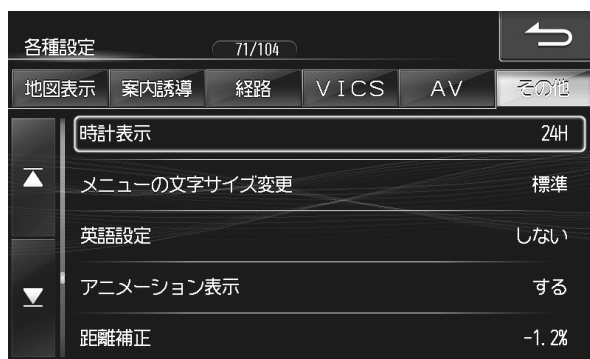 各種設定 71/104
地図表示 案内誘導 経路 VICS AV その他
時計表示 24H
メニューの文字サイズ変更 標準
英語設定 しない
アニメーション表示 する
距離補正 -1.2%